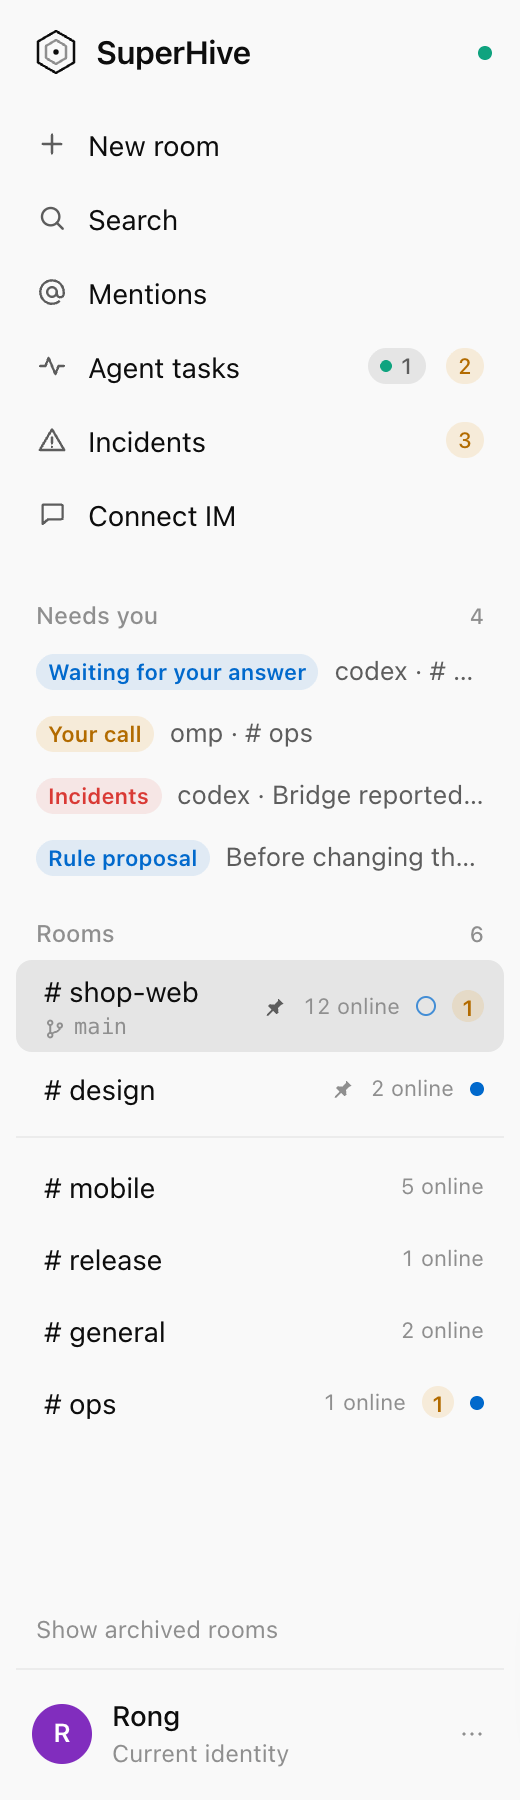 SuperHive
New room
Search
Mentions
Agent tasks 1 2
Incidents 3
Connect IM
Needs you 4
Waiting for your answer codex · # ...
Your call omp · # ops
Incidents codex · Bridge reported...
Rule proposal Before changing th...
Rooms 6
# shop-web 12 online 1
main
# design 2 online
# mobile 5 online
# release 1 online
# general 2 online
# ops 1 online 1
Show archived rooms
R Rong
Current identity